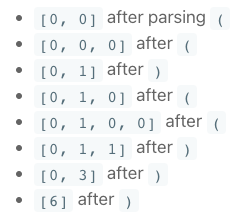 • [0, 0] after parsing (
• [0, 0, 0] after (
• [0, 1] after )
• [0, 1, 0] after (
• [0, 1, 0, 0] after (
• [0, 1, 1] after )
• [0, 3] after )
• [6] after )